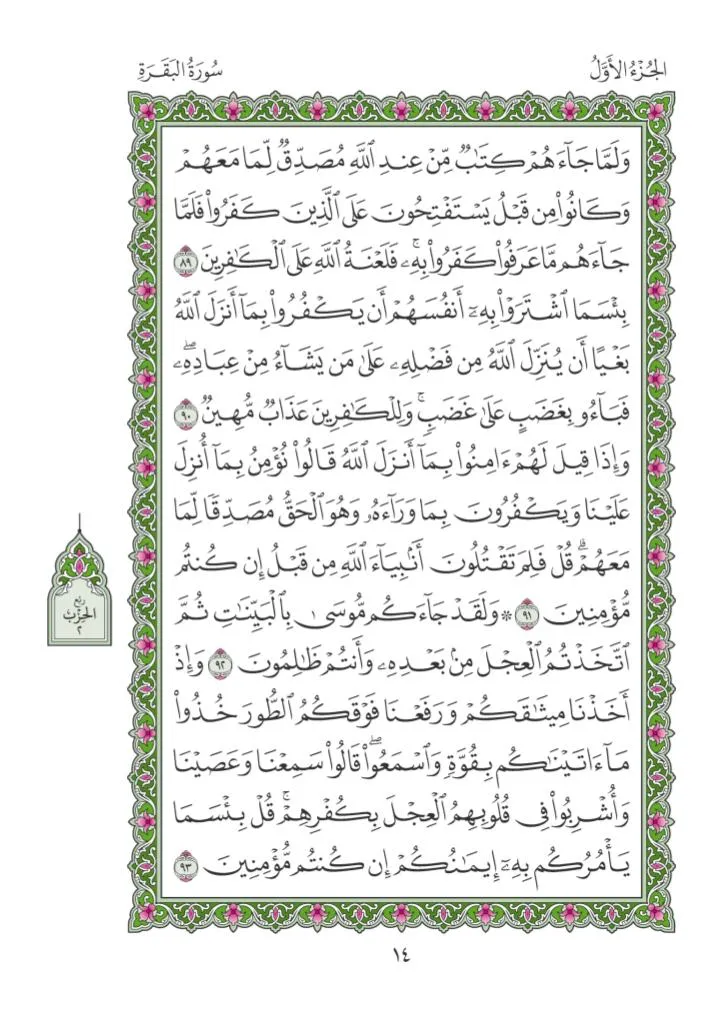 الجُزْءُ الأَوَّلُ
سُورَةُ البَقَرَةِ
وَلَمَّا جَآءَهُمْ كِتَٰبٌ مِّنْ عِندِ ٱللَّهِ مُصَدِّقٌ لِّمَا مَعَهُمْ
وَكَانُوا۟ مِن قَبْلُ يَسْتَفْتِحُونَ عَلَى ٱلَّذِينَ كَفَرُوا۟ فَلَمَّا
جَآءَهُم مَّا عَرَفُوا۟ كَفَرُوا۟ بِهِۦۚ فَلَعْنَةُ ٱللَّهِ عَلَى ٱلْكَٰفِرِينَ ٨٩
بِئْسَمَا ٱشْتَرَوْا۟ بِهِۦٓ أَنفُسَهُمْ أَن يَكْفُرُوا۟ بِمَآ أَنزَلَ ٱللَّهُ
بَغْيًا أَن يُنَزِّلَ ٱللَّهُ مِن فَضْلِهِۦ عَلَىٰ مَن يَشَآءُ مِنْ عِبَادِهِۦۖ
فَبَآءُو بِغَضَبٍ عَلَىٰ غَضَبٍۚ وَلِلْكَٰفِرِينَ عَذَابٌ مُّهِينٌ ٩٠
وَإِذَا قِيلَ لَهُمْ ءَامِنُوا۟ بِمَآ أَنزَلَ ٱللَّهُ قَالُوا۟ نُؤْمِنُ بِمَآ أُنزِلَ
عَلَيْنَا وَيَكْفُرُونَ بِمَا وَرَآءَهُۥ وَهُوَ ٱلْحَقُّ مُصَدِّقًا لِّمَا
مَعَهُمْۗ قُلْ فَلِمَ تَقْتُلُونَ أَنۢبِيَآءَ ٱللَّهِ مِن قَبْلُ إِن كُنتُم
مُّؤْمِنِينَ ٩١ ۞ وَلَقَدْ جَآءَكُم مُّوسَىٰ بِٱلْبَيِّنَٰتِ ثُمَّ
ٱتَّخَذْتُمُ ٱلْعِجْلَ مِنۢ بَعْدِهِۦ وَأَنتُمْ ظَٰلِمُونَ ٩٢ وَإِذْ
أَخَذْنَا مِيثَٰقَكُمْ وَرَفَعْنَا فَوْقَكُمُ ٱلطُّورَ خُذُوا۟
مَآ ءَاتَيْنَٰكُم بِقُوَّةٍ وَٱسْمَعُوا۟ۖ قَالُوا۟ سَمِعْنَا وَعَصَيْنَا
وَأُشْرِبُوا۟ فِى قُلُوبِهِمُ ٱلْعِجْلَ بِكُفْرِهِمْۚ قُلْ بِئْسَمَا
يَأْمُرُكُم بِهِۦٓ إِيمَٰنُكُمْ إِن كُنتُم مُّؤْمِنِينَ ٩٣
رُبْع
الحِزْبْ
٢
١٤